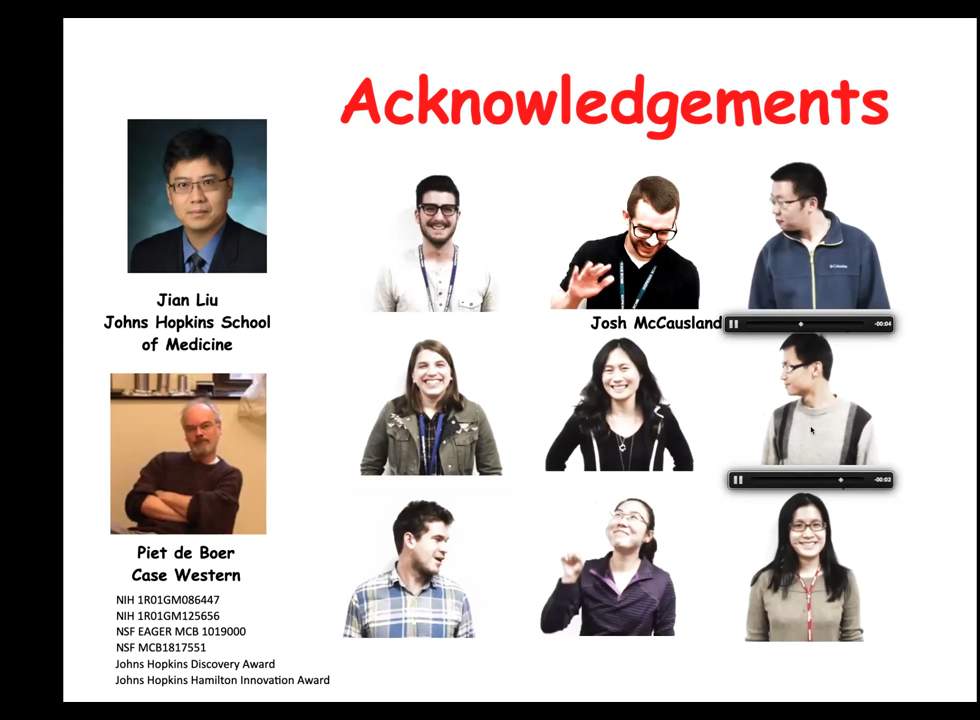 Acknowledgements
Jian Liu
Johns Hopkins School
of Medicine
Josh McCausland
-00:04
-00:02
Piet de Boer
Case Western
NIH 1R01GM086447
NIH 1R01GM125656
NSF EAGER MCB 1019000
NSF MCB1817551
Johns Hopkins Discovery Award
Johns Hopkins Hamilton Innovation Award
Columbia